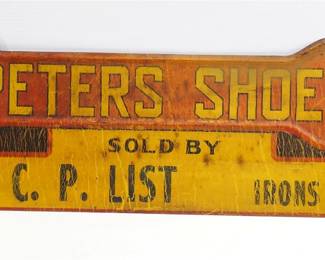 PETERS SHOE
SOLD BY
C. P. LIST IRONS